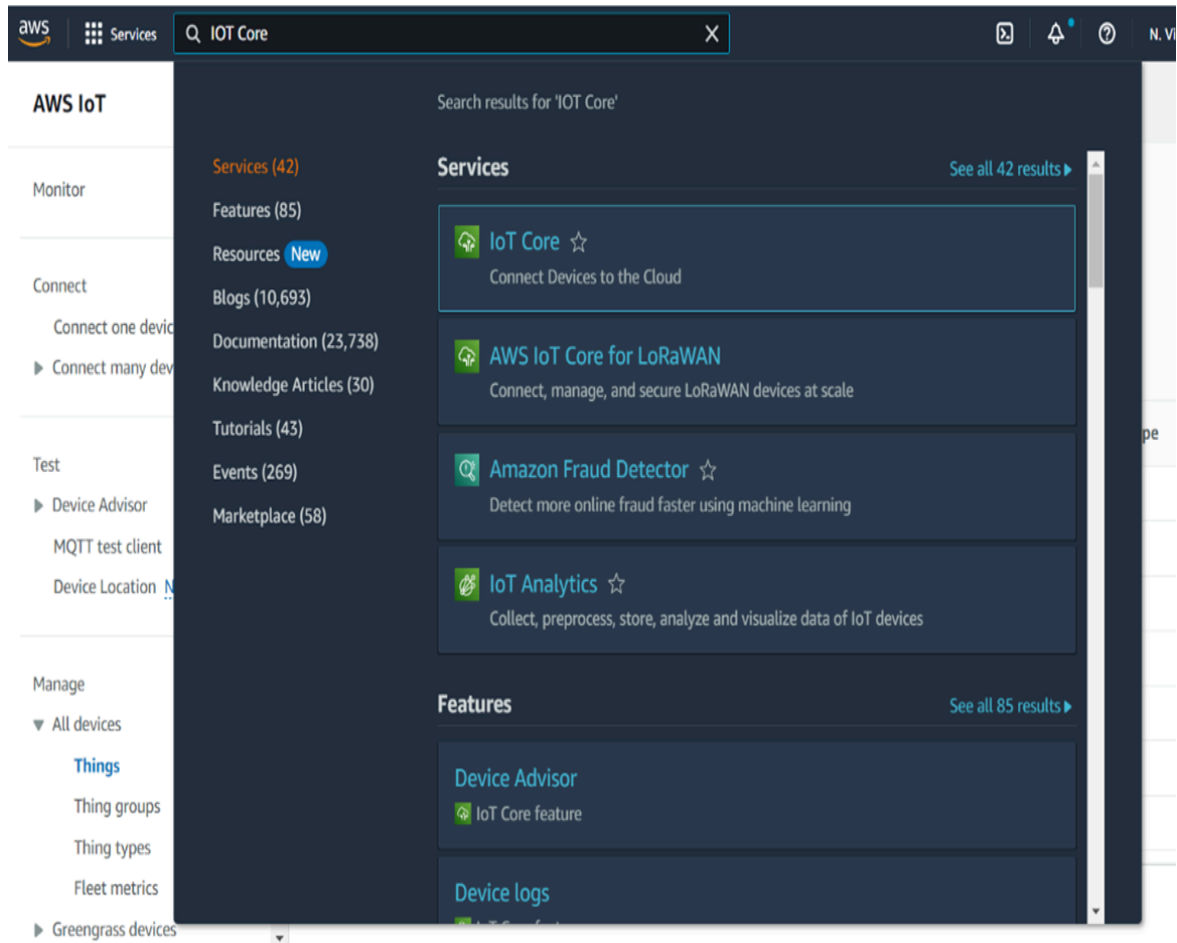 aws
Services
IOT Core
X
N. Vi
AWS IoT
Monitor
Connect
Connect one devic
Connect many dev
Test
Device Advisor
MQTT test client
Device Location N
Manage
All devices
Things
Thing groups
Thing types
Fleet metrics
Greengrass devices
Search results for 'IOT Core'
Services (42)
Features (85)
Resources New
Blogs (10,693)
Documentation (23,738)
Knowledge Articles (30)
Tutorials (43)
Events (269)
Marketplace (58)
Services
See all 42 results
IoT Core
Connect Devices to the Cloud
AWS IoT Core for LoRaWAN
Connect, manage, and secure LoRaWAN devices at scale
Amazon Fraud Detector
Detect more online fraud faster using machine learning
IoT Analytics
Collect, preprocess, store, analyze and visualize data of IoT devices
Features
See all 85 results
Device Advisor
IoT Core feature
Device logs
pe